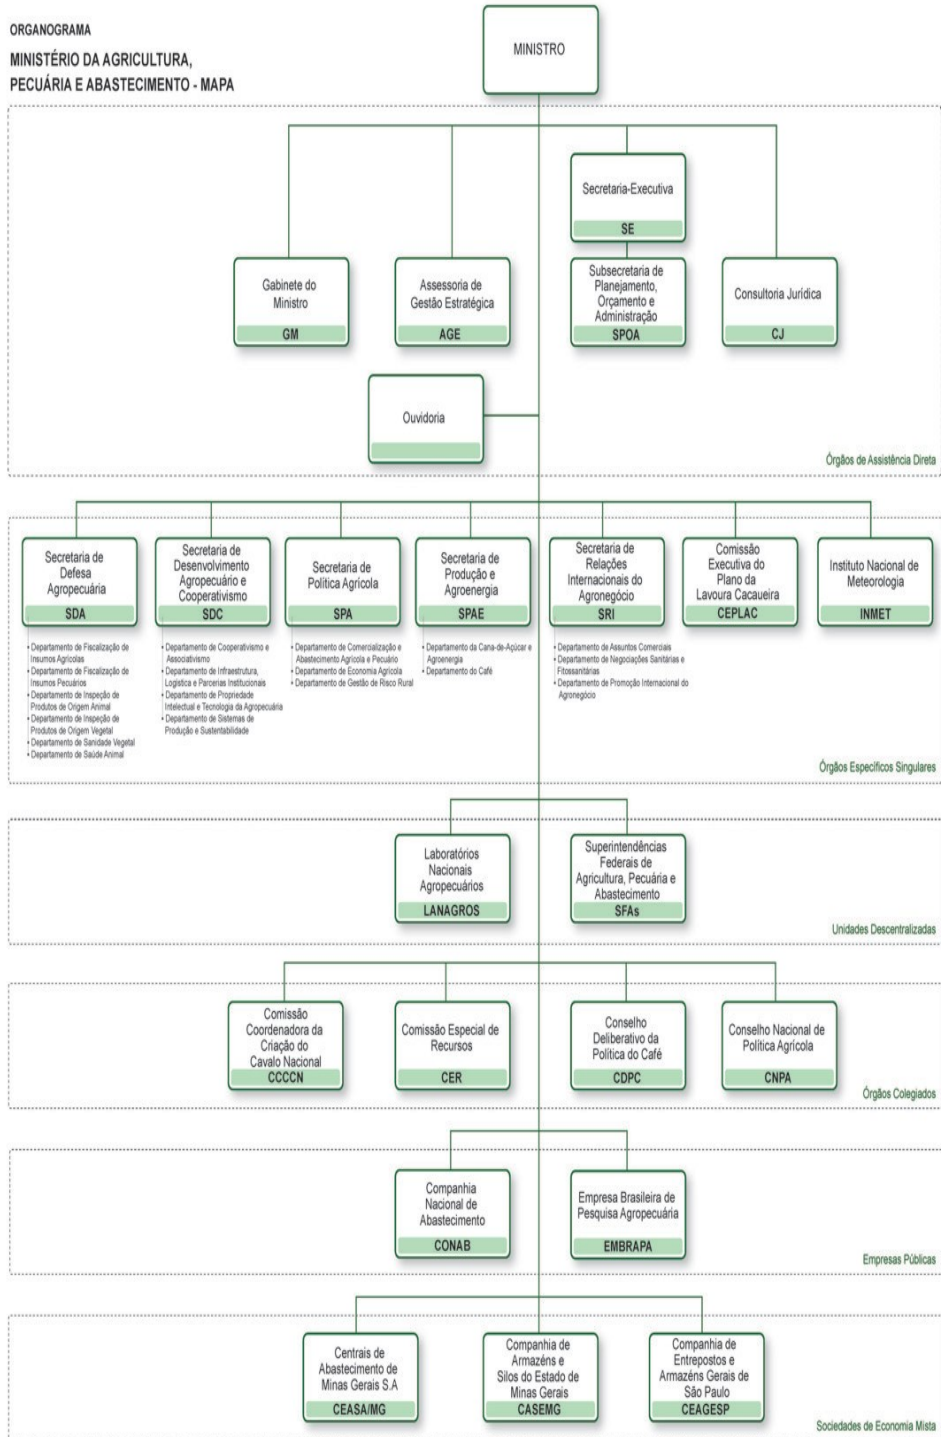 ORGANOGRAMA
MINISTÉRIO DA AGRICULTURA,
PECUÁRIA E ABASTECIMENTO - MAPA
MINISTRO
Secretaria-Executiva
SE
Gabinete do
Ministro
GM
Assessoria de
Gestão Estratégica
AGE
Subsecretaria de
Planejamento,
Orçamento e
Administração
SPOA
Consultoria Jurídica
CJ
Ouvidoria
Órgãos de Assistência Direta
Secretaria de
Defesa
Agropecuária
SDA
Secretaria de
Desenvolvimento
Agropecuário e
Cooperativismo
SDC
Secretaria de
Política Agrícola
SPA
Secretaria de
Produção e
Agroenergia
SPAE
Secretaria de
Relações
Internacionais do
Agronegócio
SRI
Comissão
Executiva do
Plano da
Lavoura Cacaueira
CEPLAC
Instituto Nacional de
Meteorologia
INMET
• Departamento de Fiscalização de
Insumos Agrícolas
• Departamento de Fiscalização de
Insumos Pecuários
• Departamento de Inspeção de
Produtos de Origem Animal
• Departamento de Inspeção de
Produtos de Origem Vegetal
• Departamento de Sanidade Vegetal
• Departamento de Saúde Animal
• Departamento de Cooperativismo e
Associativismo
• Departamento de Infraestrutura,
Logística e Parcerias Institucionais
• Departamento de Propriedade
Intelectual e Tecnologia da Agropecuária
• Departamento de Sistemas de
Produção e Sustentabilidade
• Departamento de Comercialização e
Abastecimento Agrícola e Pecuário
• Departamento de Economia Agrícola
• Departamento de Gestão de Risco Rural
• Departamento da Cana-de-Açúcar e
Agroenergia
• Departamento do Café
• Departamento de Assuntos Comerciais
• Departamento de Negociações Sanitárias e
Fitossanitárias
• Departamento de Promoção Internacional do
Agronegócio
Órgãos Específicos Singulares
Laboratórios
Nacionais
Agropecuários
LANAGROS
Superintendências
Federais de
Agricultura, Pecuária e
Abastecimento
SFAs
Unidades Descentralizadas
Comissão
Coordenadora da
Criação do
Cavalo Nacional
CCCCN
Comissão Especial de
Recursos
CER
Conselho
Deliberativo da
Política do Café
CDPC
Conselho Nacional de
Política Agrícola
CNPA
Órgãos Colegiados
Companhia
Nacional de
Abastecimento
CONAB
Empresa Brasileira de
Pesquisa Agropecuária
EMBRAPA
Empresas Públicas
Centrais de
Abastecimento de
Minas Gerais S.A
CEASA/MG
Companhia de
Armazéns e
Silos do Estado de
Minas Gerais
CASEMG
Companhia de
Entrepostos e
Armazéns Gerais de
São Paulo
CEAGESP
Sociedades de Economia Mista